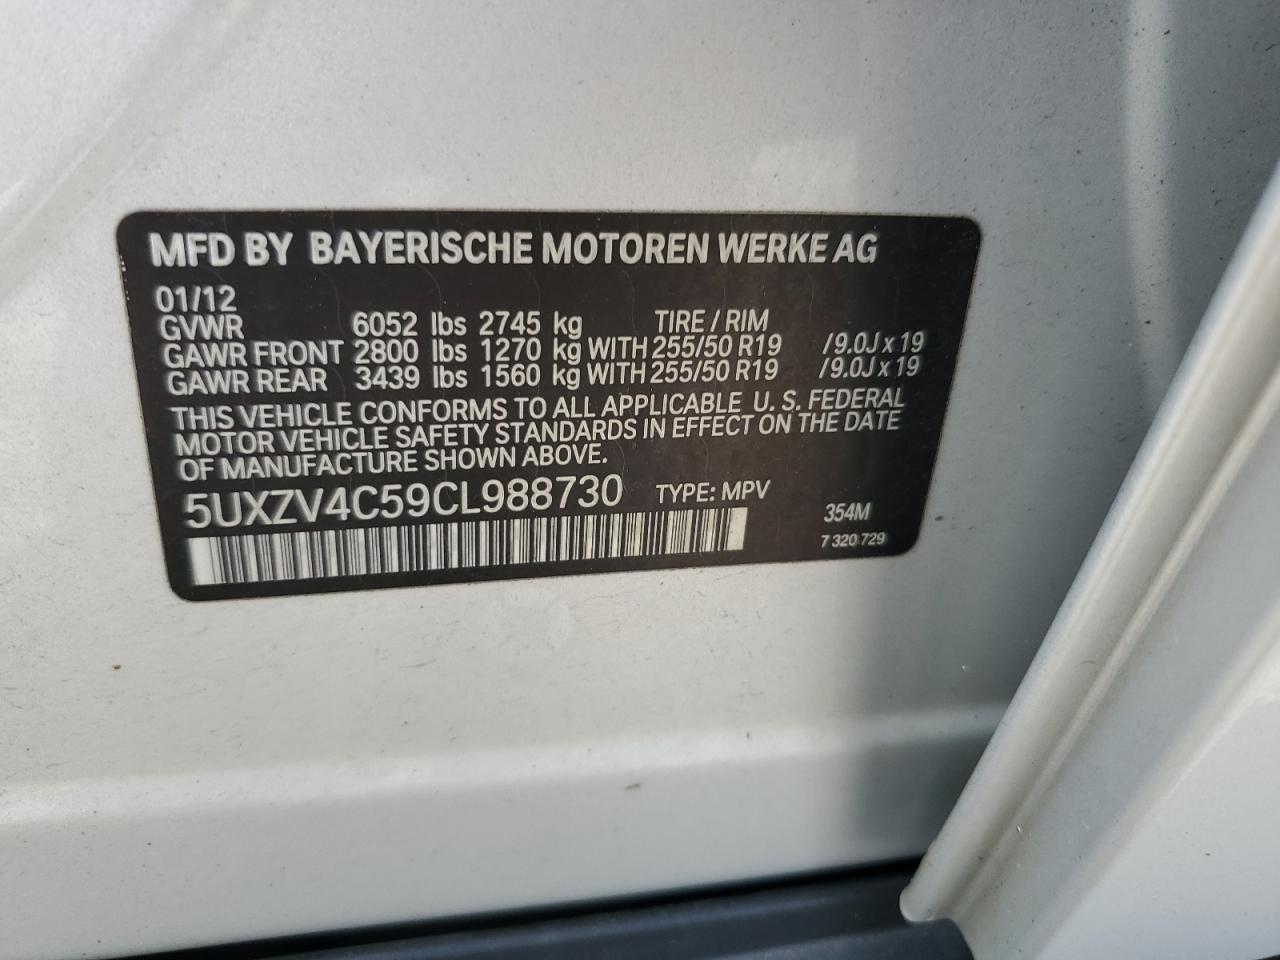 MFD BY BAYERISCHE MOTOREN WERKE AG
01/12
GVWR 6052 lbs 2745 kg TIRE / RIM
GAWR FRONT 2800 lbs 1270 kg WITH 255/50 R19 /9.0J x 19
GAWR REAR 3439 lbs 1560 kg WITH 255/50 R19 /9.0J x 19
THIS VEHICLE CONFORMS TO ALL APPLICABLE U. S. FEDERAL
MOTOR VEHICLE SAFETY STANDARDS IN EFFECT ON THE DATE
OF MANUFACTURE SHOWN ABOVE.
5UXZV4C59CL988730 TYPE: MPV
354M
7 320 729